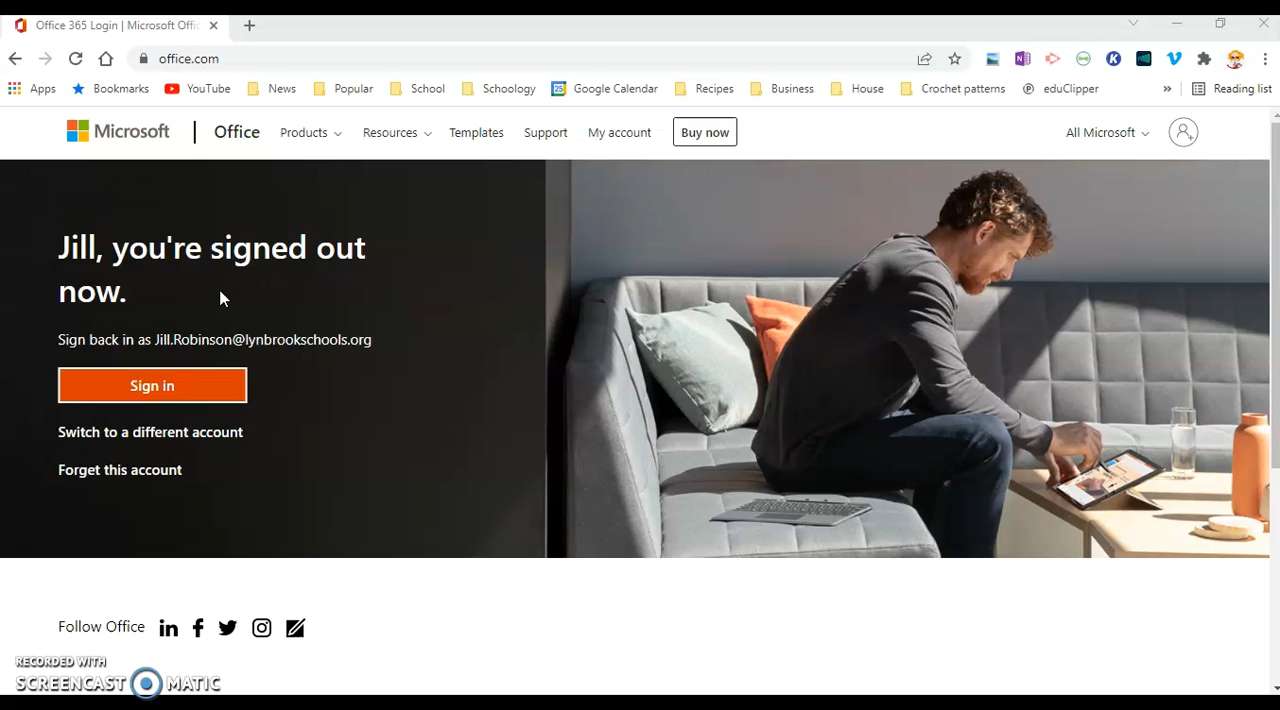 Office 365 Login | Microsoft Offic
office.com
Apps Bookmarks YouTube News Popular School Schoology Google Calendar Recipes Business House Crochet patterns eduClipper » Reading list
Microsoft Office Products Resources Templates Support My account Buy now All Microsoft
Jill, you're signed out
now.
Sign back in as Jill.Robinson@lynbrookschools.org
Sign in
Switch to a different account
Forget this account
Follow Office
RECORDED WITH
SCREENCAST MATIC